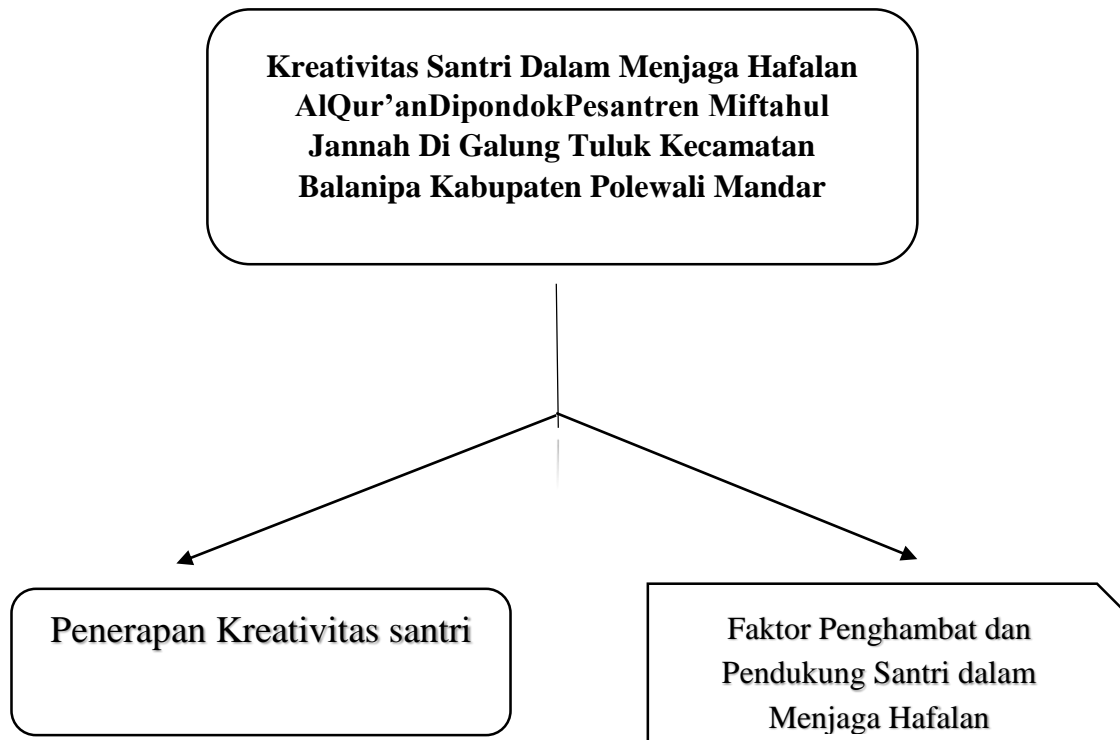 Kreativitas Santri Dalam Menjaga Hafalan
AlQur’anDipondokPesantren Miftahul
Jannah Di Galung Tuluk Kecamatan
Balanipa Kabupaten Polewali Mandar
Penerapan Kreativitas santri
Faktor Penghambat dan
Pendukung Santri dalam
Menjaga Hafalan